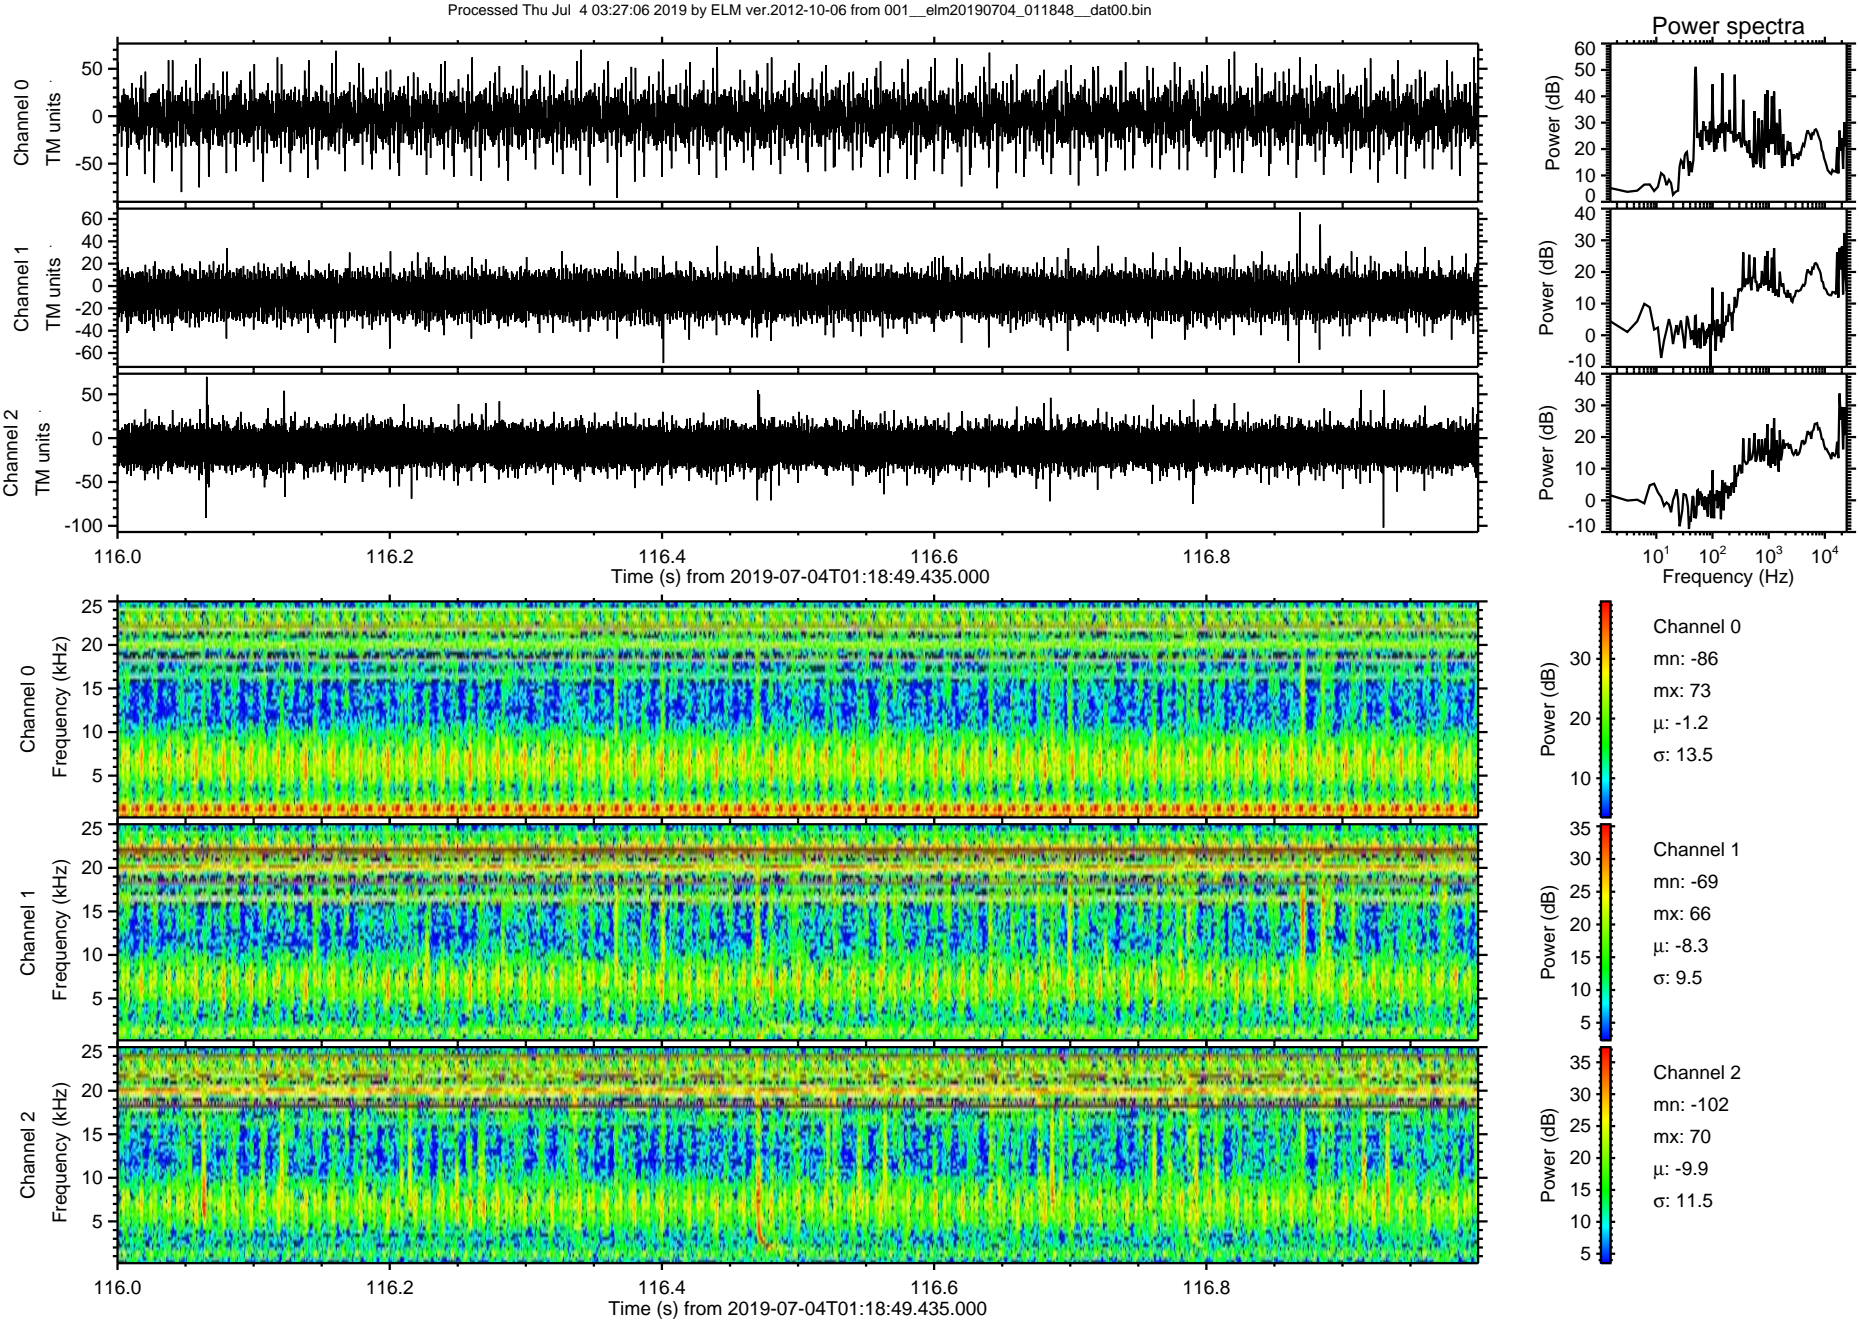 Processed Thu Jul  4 03:27:06 2019 by ELM ver.2012-10-06 from 001__elm20190704_011848__dat00.bin
Power spectra
Channel 0
TM units
50
0
-50
Power (dB)
60
50
40
30
20
10
0
Channel 1
TM units
60
40
20
0
-20
-40
-60
Power (dB)
40
30
20
10
0
-10
Channel 2
TM units
50
0
-50
-100
Power (dB)
40
30
20
10
0
-10
116.0 116.2 116.4 116.6 116.8
Time (s) from 2019-07-04T01:18:49.435.000
10¹ 10² 10³ 10⁴
Frequency (Hz)
Channel 0
Frequency (kHz)
25
20
15
10
5
Power (dB)
30
20
10
Channel 0
mn: -86
mx: 73
μ: -1.2
σ: 13.5
Channel 1
Frequency (kHz)
25
20
15
10
5
Power (dB)
35
30
25
20
15
10
5
Channel 1
mn: -69
mx: 66
μ: -8.3
σ: 9.5
Channel 2
Frequency (kHz)
25
20
15
10
5
Power (dB)
35
30
25
20
15
10
5
Channel 2
mn: -102
mx: 70
μ: -9.9
σ: 11.5
116.0 116.2 116.4 116.6 116.8
Time (s) from 2019-07-04T01:18:49.435.000